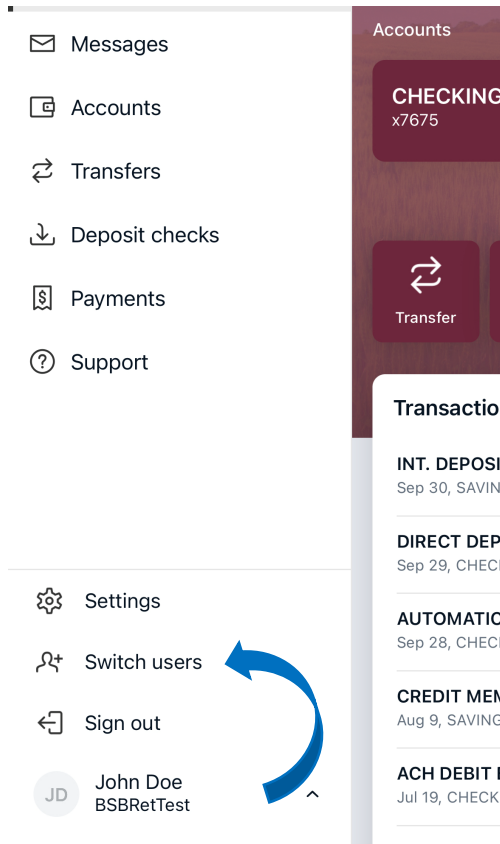 Messages
Accounts
Transfers
Deposit checks
Payments
Support
Settings
Switch users
Sign out
JD
John Doe
BSBRetTest
Accounts
CHECKING
x7675
Transfer
Transactio
INT. DEPOSI
Sep 30, SAVIN
DIRECT DEP
Sep 29, CHEC
AUTOMATIC
Sep 28, CHEC
CREDIT MEM
Aug 9, SAVING
ACH DEBIT
Jul 19, CHECK